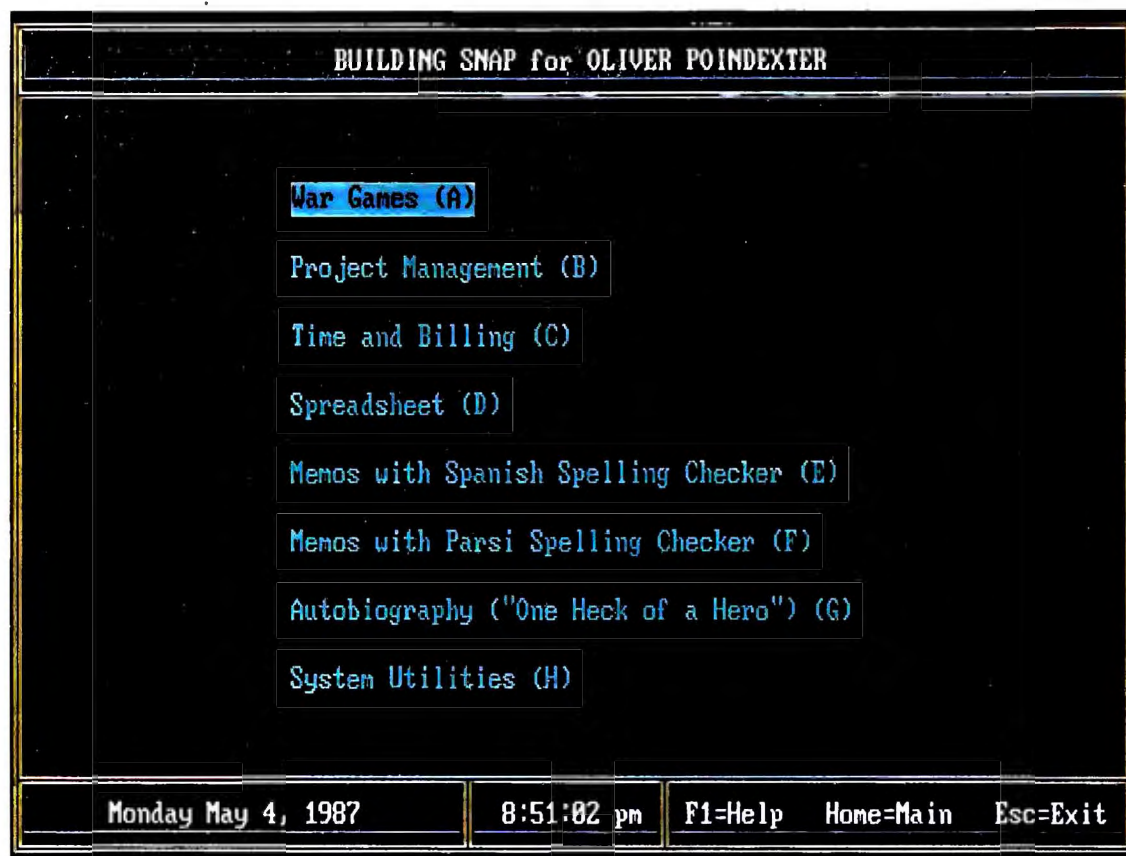 BUILDING SNAP for OLIVER POINDEXTER
War Games (A)
Project Management (B)
Time and Billing (C)
Spreadsheet (D)
Memos with Spanish Spelling Checker (E)
Memos with Parsi Spelling Checker (F)
Autobiography ("One Heck of a Hero") (G)
System Utilities (H)
Monday May 4, 1987 8:51:02 pm F1=Help Home=Main Esc=Exit